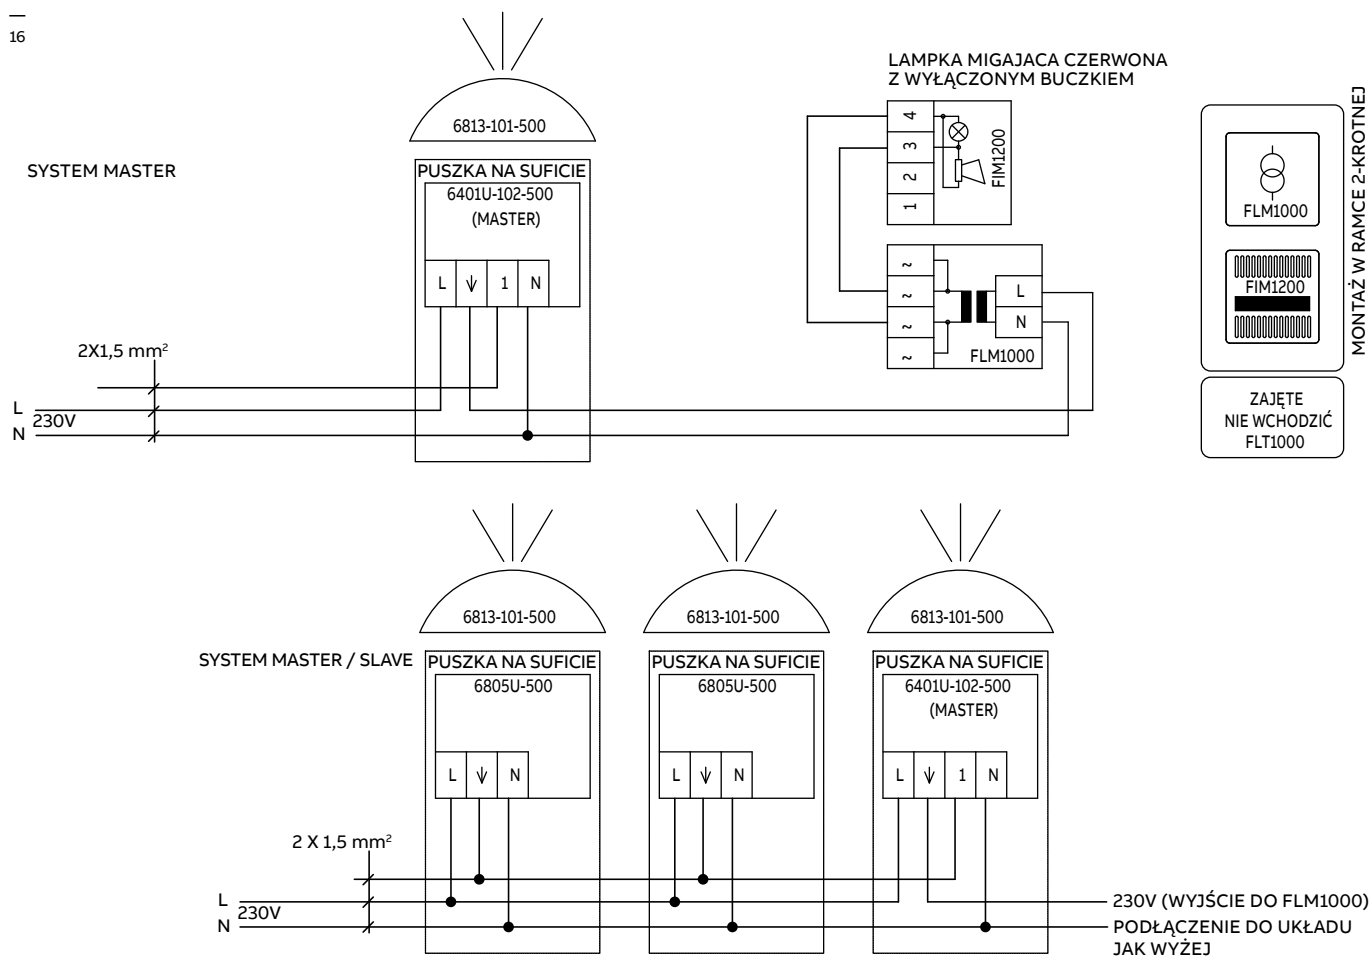 16
SYSTEM MASTER
6813-101-500
PUSZKA NA SUFICIE
6401U-102-500
(MASTER)
L ↓ 1 N
2X1,5 mm²
L
230V
N
LAMPKA MIGAJACA CZERWONA
Z WYŁĄCZONYM BUCZKIEM
4
3
2
1
FIM1200
~
~
~
~
L
N
FLM1000
FLM1000
FIM1200
MONTAŻ W RAMCE 2-KROTNEJ
ZAJĘTE
NIE WCHODZIĆ
FLT1000
SYSTEM MASTER / SLAVE
6813-101-500
PUSZKA NA SUFICIE
6805U-500
L ↓ N
6813-101-500
PUSZKA NA SUFICIE
6805U-500
L ↓ N
6813-101-500
PUSZKA NA SUFICIE
6401U-102-500
(MASTER)
L ↓ 1 N
2 X 1,5 mm²
L
230V
N
230V (WYJŚCIE DO FLM1000)
PODŁĄCZENIE DO UKŁADU
JAK WYŻEJ